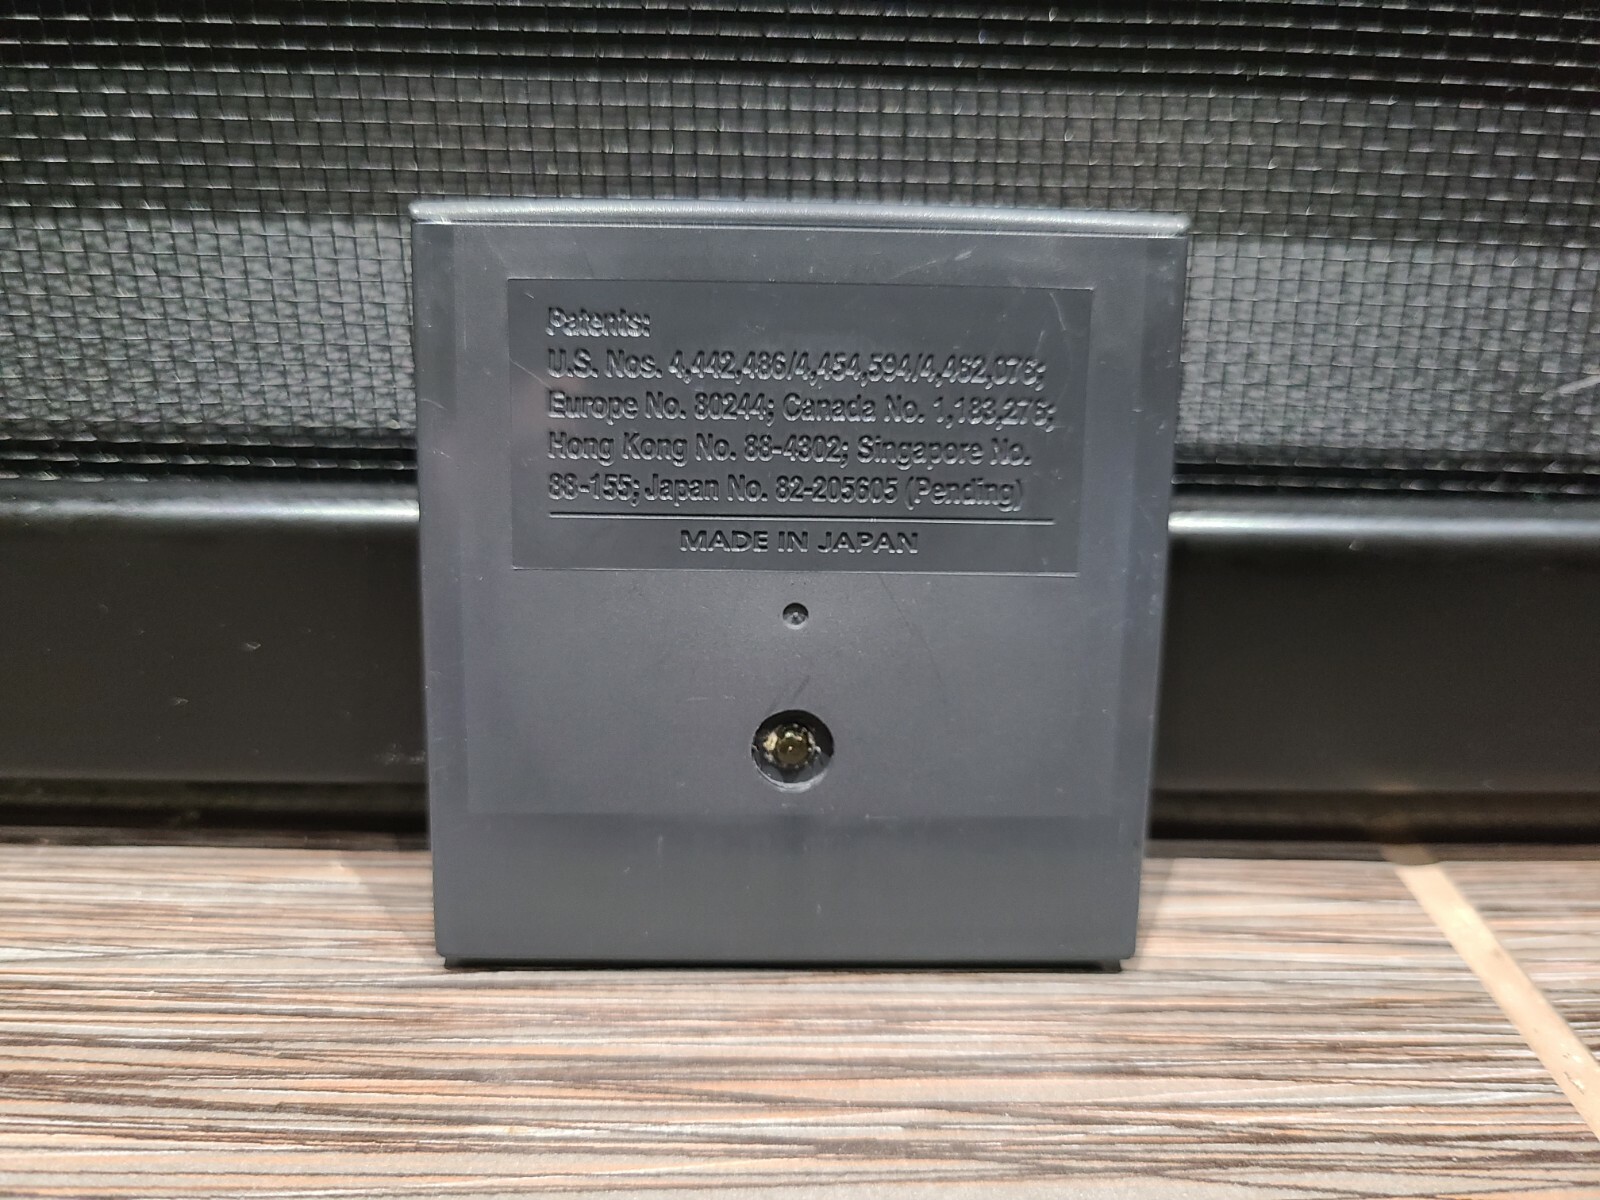 Patents:
U.S. Nos. 4,442,486/4,454,594/4,462,076;
Europe No. 80244; Canada No. 1,183,276;
Hong Kong No. 88-4302; Singapore No.
88-155; Japan No. 82-205605 (Pending)
MADE IN JAPAN